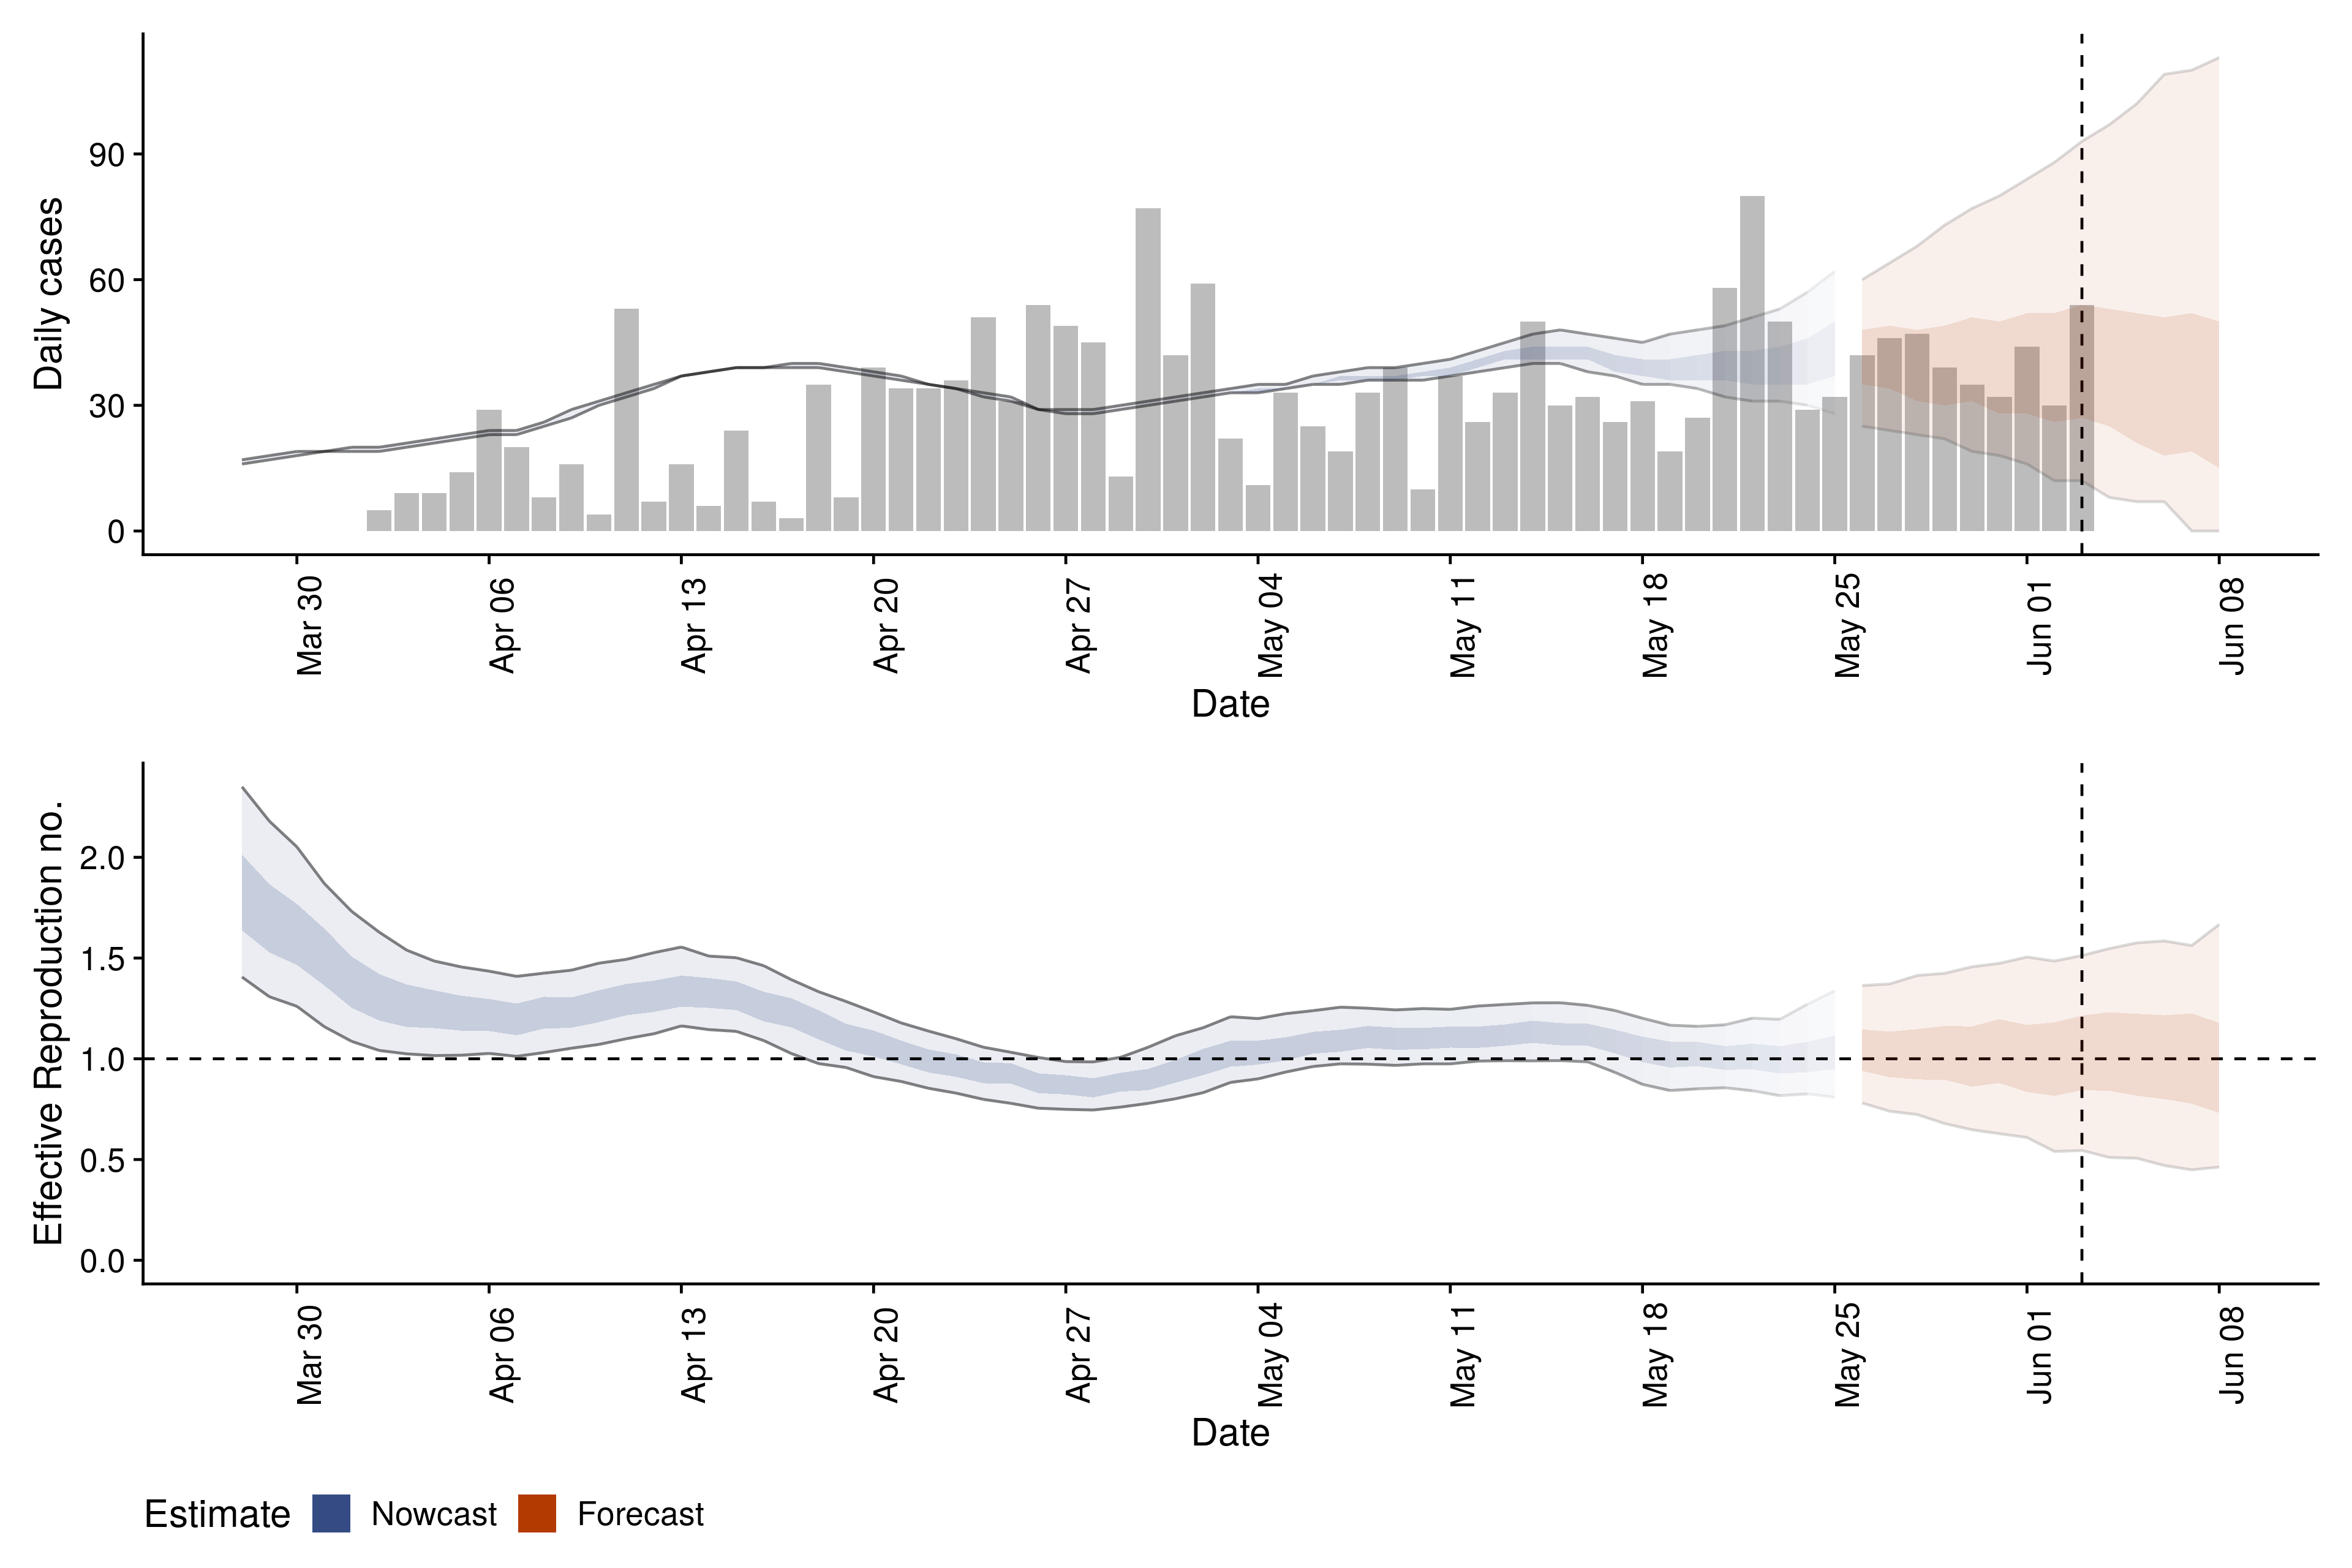 Daily cases
90
60
30
0
Mar 30
Apr 06
Apr 13
Apr 20
Apr 27
May 04
May 11
May 18
May 25
Jun 01
Jun 08
Date
Effective Reproduction no.
2.0
1.5
1.0
0.5
0.0
Mar 30
Apr 06
Apr 13
Apr 20
Apr 27
May 04
May 11
May 18
May 25
Jun 01
Jun 08
Date
Estimate Nowcast Forecast